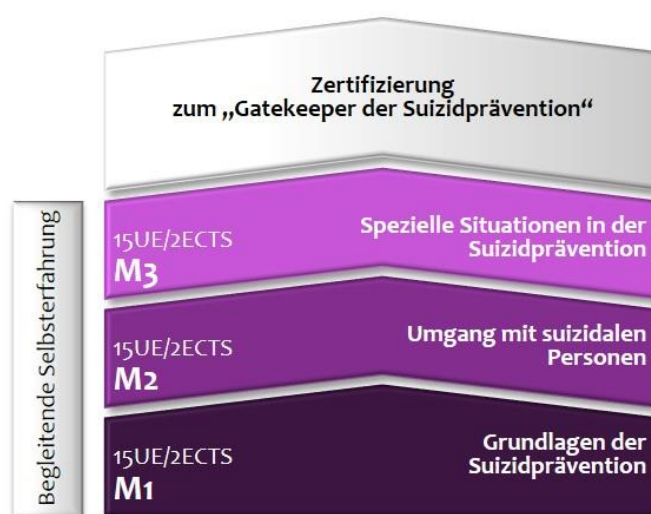 Zertifizierung
zum „Gatekeeper der Suizidprävention“
Begleitende Selbsterfahrung
15UE/2ECTS
M3
Spezielle Situationen in der
Suizidprävention
15UE/2ECTS
M2
Umgang mit suizidalen
Personen
15UE/2ECTS
M1
Grundlagen der
Suizidprävention